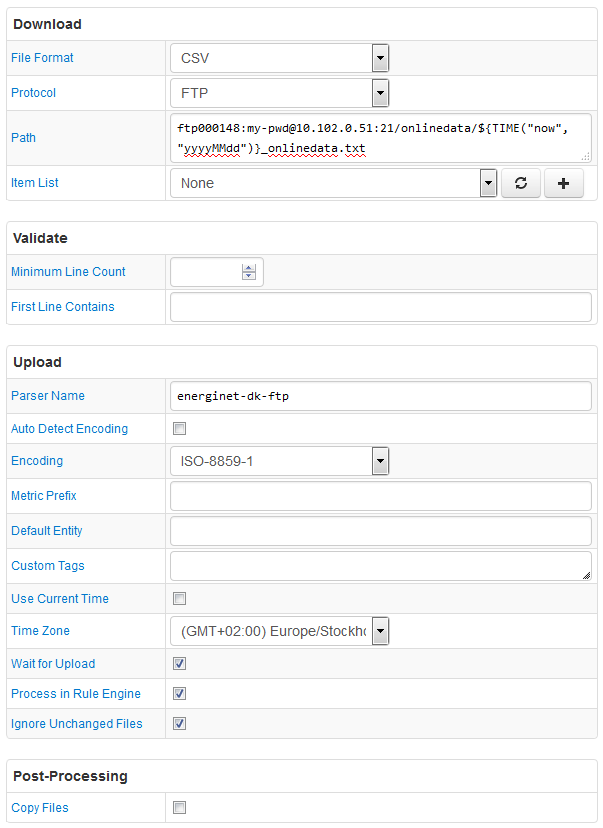 Download
File Format CSV
Protocol FTP
Path ftp000148:my-pwd@10.102.0.51:21/onlinedata/${TIME("now",
"yyyyMMdd")}_onlinedata.txt
Item List None
Validate
Minimum Line Count
First Line Contains
Upload
Parser Name energinet-dk-ftp
Auto Detect Encoding
Encoding ISO-8859-1
Metric Prefix
Default Entity
Custom Tags
Use Current Time
Time Zone (GMT+02:00) Europe/Stockho
Wait for Upload
Process in Rule Engine
Ignore Unchanged Files
Post-Processing
Copy Files